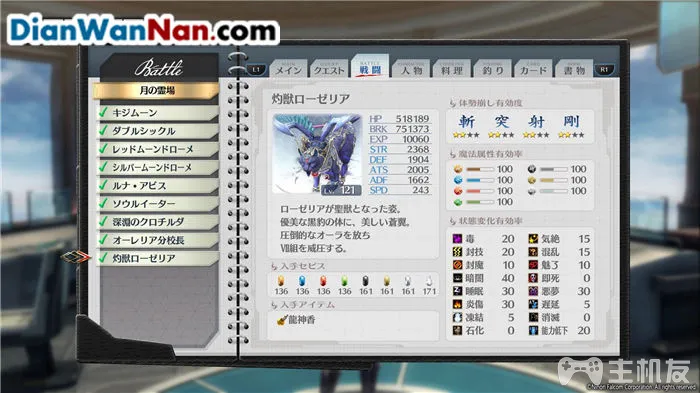 DianWanNan.com
Battle
月の霊場
キジムーン
ダブルシックル
レッドムーンドローメ
シルバームーンドローメ
ルナ・アビス
ソウルイーター
深淵のクロチルダ
オーレリア分校長
灼獣ローゼリア
L1 メイン クエスト BATTLE 戦闘 人物 料理 釣り カード 書物 R1
灼獣ローゼリア
HP 518189
BRK 751373
EXP 10060
STR 2368
DEF 1904
ATS 2005
ADF 1662
SPD 243
Lv. 121
ローゼリアが聖獣となった姿。
優美な黒豹の体に、美しい蒼翼。
圧倒的なオーラを放ち
Ⅶ組を威圧する。
入手セピス
136 136 136 136 161 161 161 171
入手アイテム
龍神香
体勢崩し有効度
斬 突 射 剛
魔法属性有効率
100 100
100 100
100 100
100
状態変化有効率
毒 20 気絶 15
封技 20 混乱 15
封魔 10 魅了 10
暗闇 40 即死 0
睡眠 30 悪夢 30
炎傷 30 遅延 5
凍結 5 消滅 0
石化 0 能力低下 20
©Nihon Falcom Corporation. All rights reserved.
主机友